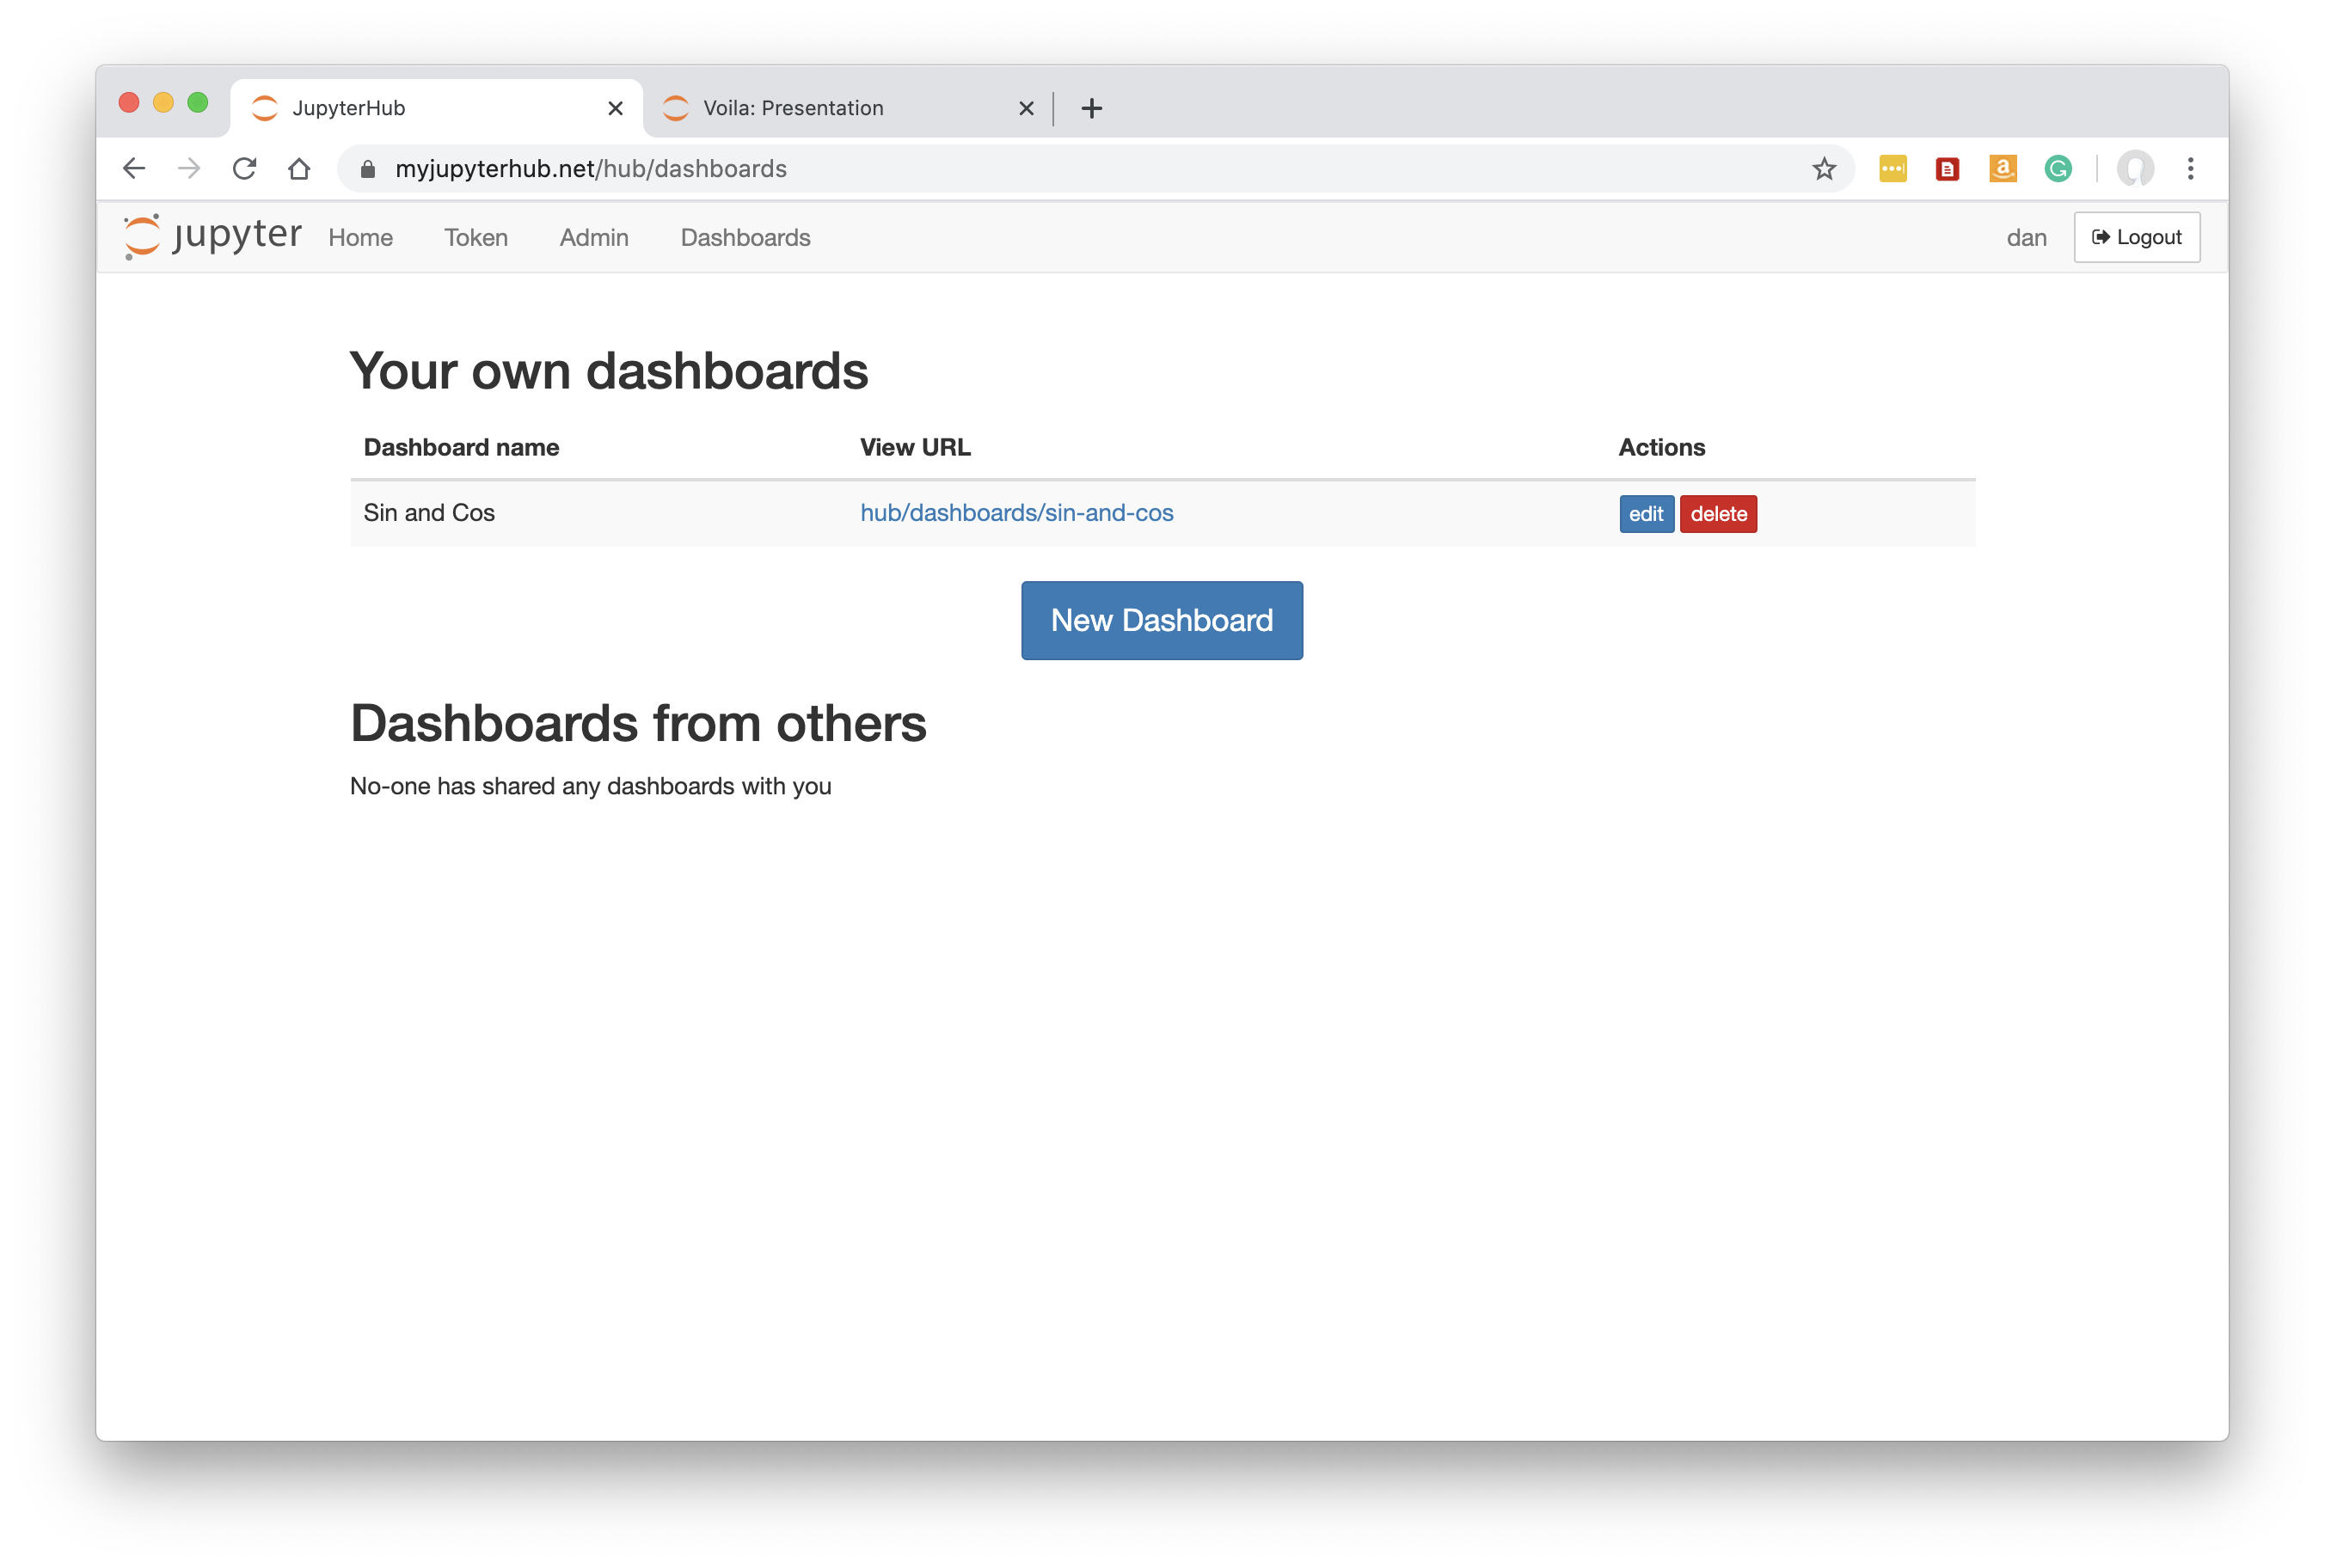 JupyterHub
Voila: Presentation
myjupyterhub.net/hub/dashboards
a
G
jupyter Home Token Admin Dashboards dan Logout
Your own dashboards
Dashboard name View URL Actions
Sin and Cos hub/dashboards/sin-and-cos edit delete
New Dashboard
Dashboards from others
No-one has shared any dashboards with you